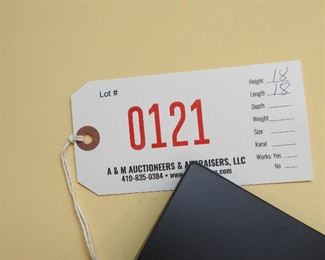 Lot #
0121
A & M AUCTIONEERS & APPRAISERS, LLC
410-835-0384 •
Height 18
Length 18
Depth
Weight
Size
Karat
Works: Yes
No